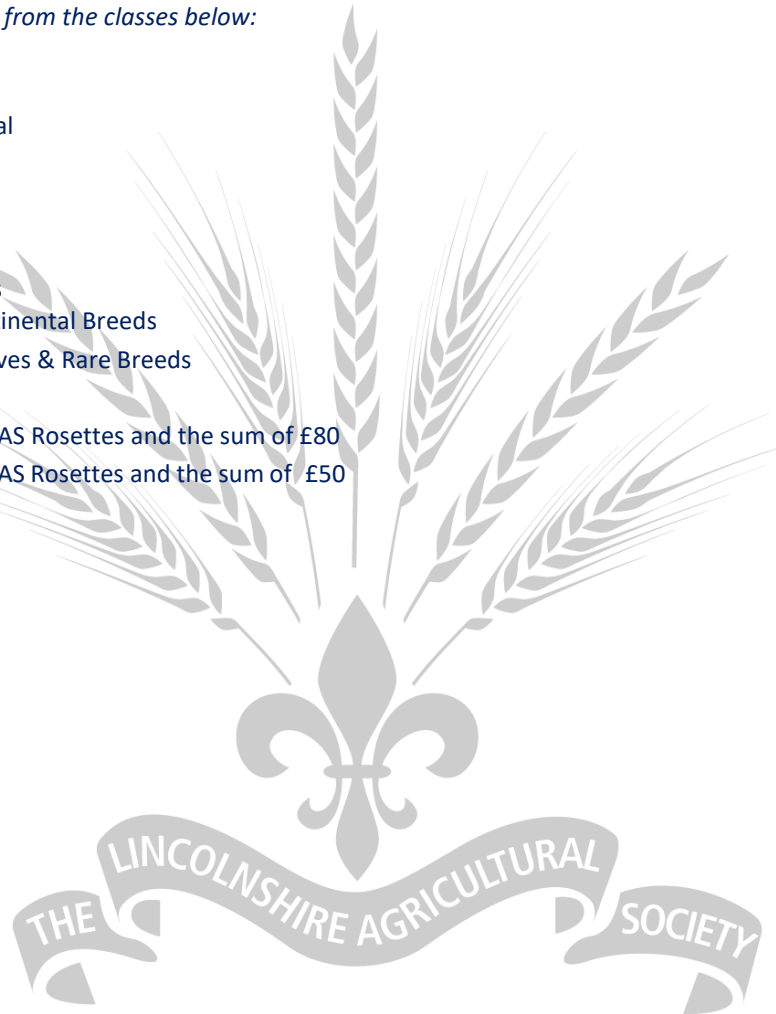 from the classes below:
al
s
tinental Breeds
ves & Rare Breeds
AS Rosettes and the sum of £80
AS Rosettes and the sum of £50
THE LINCOLNSHIRE AGRICULTURAL SOCIETY